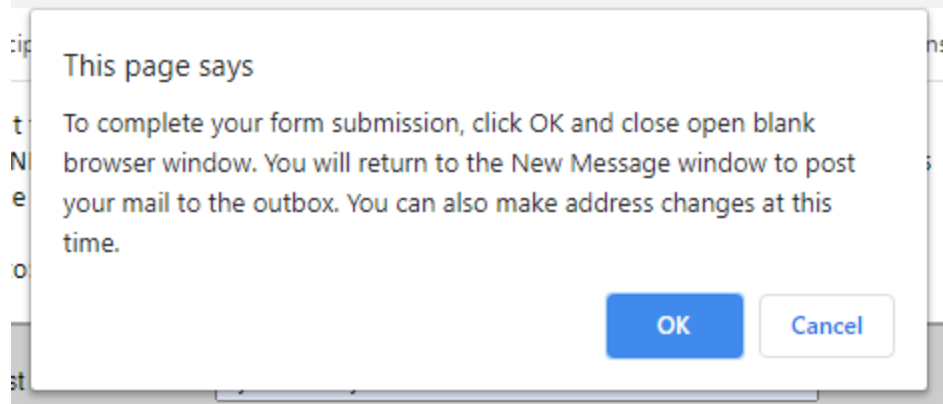 This page says
To complete your form submission, click OK and close open blank
browser window. You will return to the New Message window to post
your mail to the outbox. You can also make address changes at this
time.
OK
Cancel